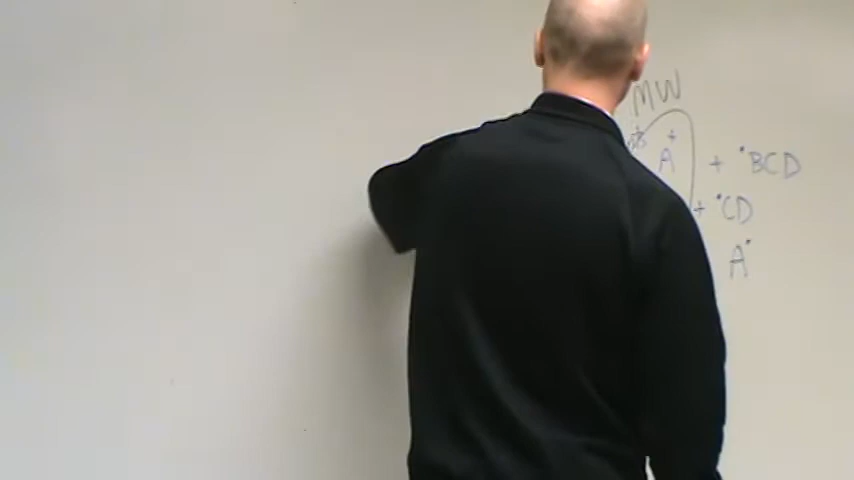 MW
+
A + •BCD
+ •CD
A•